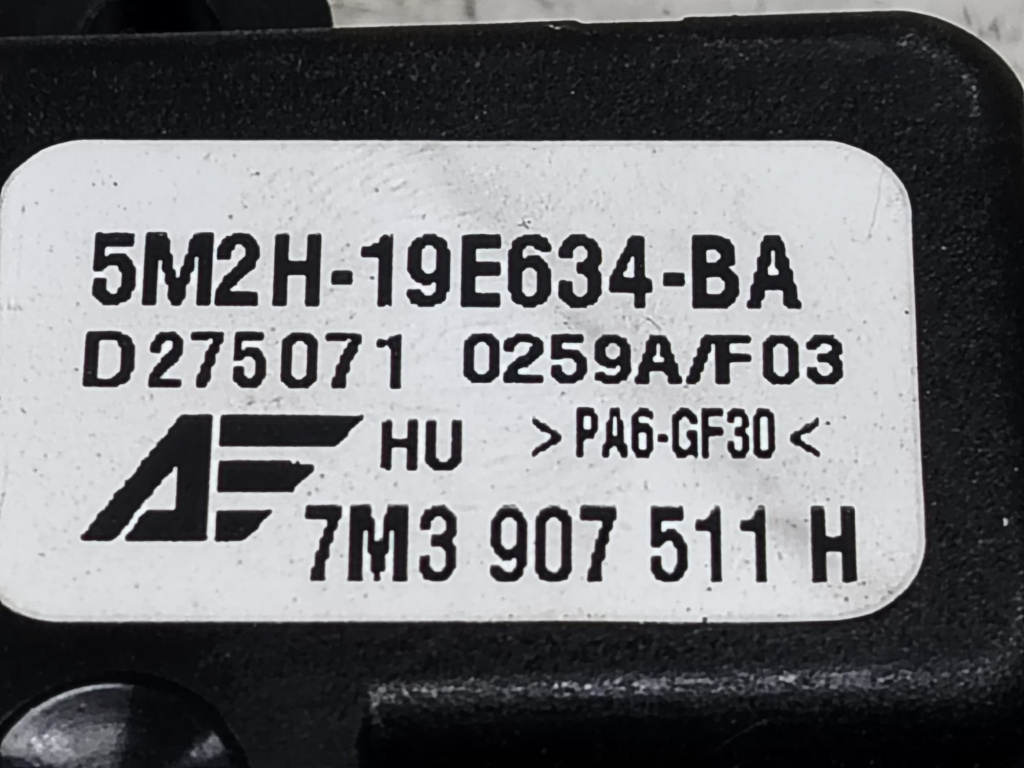 5M2H-19E634-BA
D275071 0259A/F03
AF HU >PA6-GF30<
7M3 907 511 H